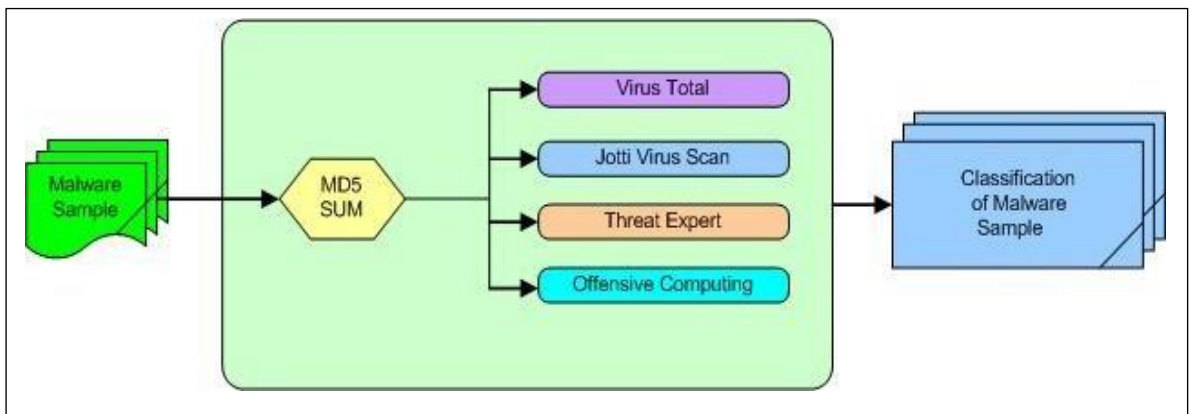 Malware
Sample
MD5
SUM
Virus Total
Jotti Virus Scan
Threat Expert
Offensive Computing
Classification
of Malware
Sample